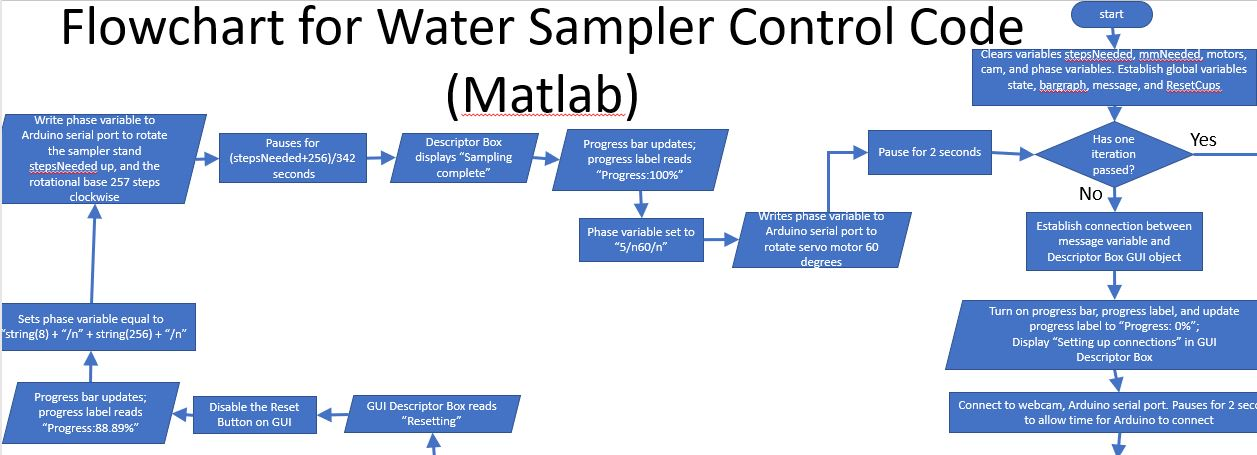 Flowchart for Water Sampler Control Code
(Matlab)
start
Clears variables stepsNeeded, mmNeeded, motors,
cam, and phase variables. Establish global variables
state, bargraph, message, and ResetCups
Write phase variable to
Arduino serial port to rotate
the sampler stand
stepsNeeded up, and the
rotational base 257 steps
clockwise
Pauses for
(stepsNeeded+256)/342
seconds
Descriptor Box
displays “Sampling
complete”
Progress bar updates;
progress label reads
“Progress:100%”
Pause for 2 seconds
Has one
iteration
passed?
Yes
No
Phase variable set to
“5/n60/n”
Writes phase variable to
Arduino serial port to
rotate servo motor 60
degrees
Establish connection between
message variable and
Descriptor Box GUI object
Sets phase variable equal to
“string(8) + “/n” + string(256) + “/n”
Turn on progress bar, progress label, and update
progress label to “Progress: 0%”;
Display “Setting up connections” in GUI
Descriptor Box
Progress bar updates;
progress label reads
“Progress:88.89%”
Disable the Reset
Button on GUI
GUI Descriptor Box reads
“Resetting”
Connect to webcam, Arduino serial port. Pauses for 2 seco
to allow time for Arduino to connect